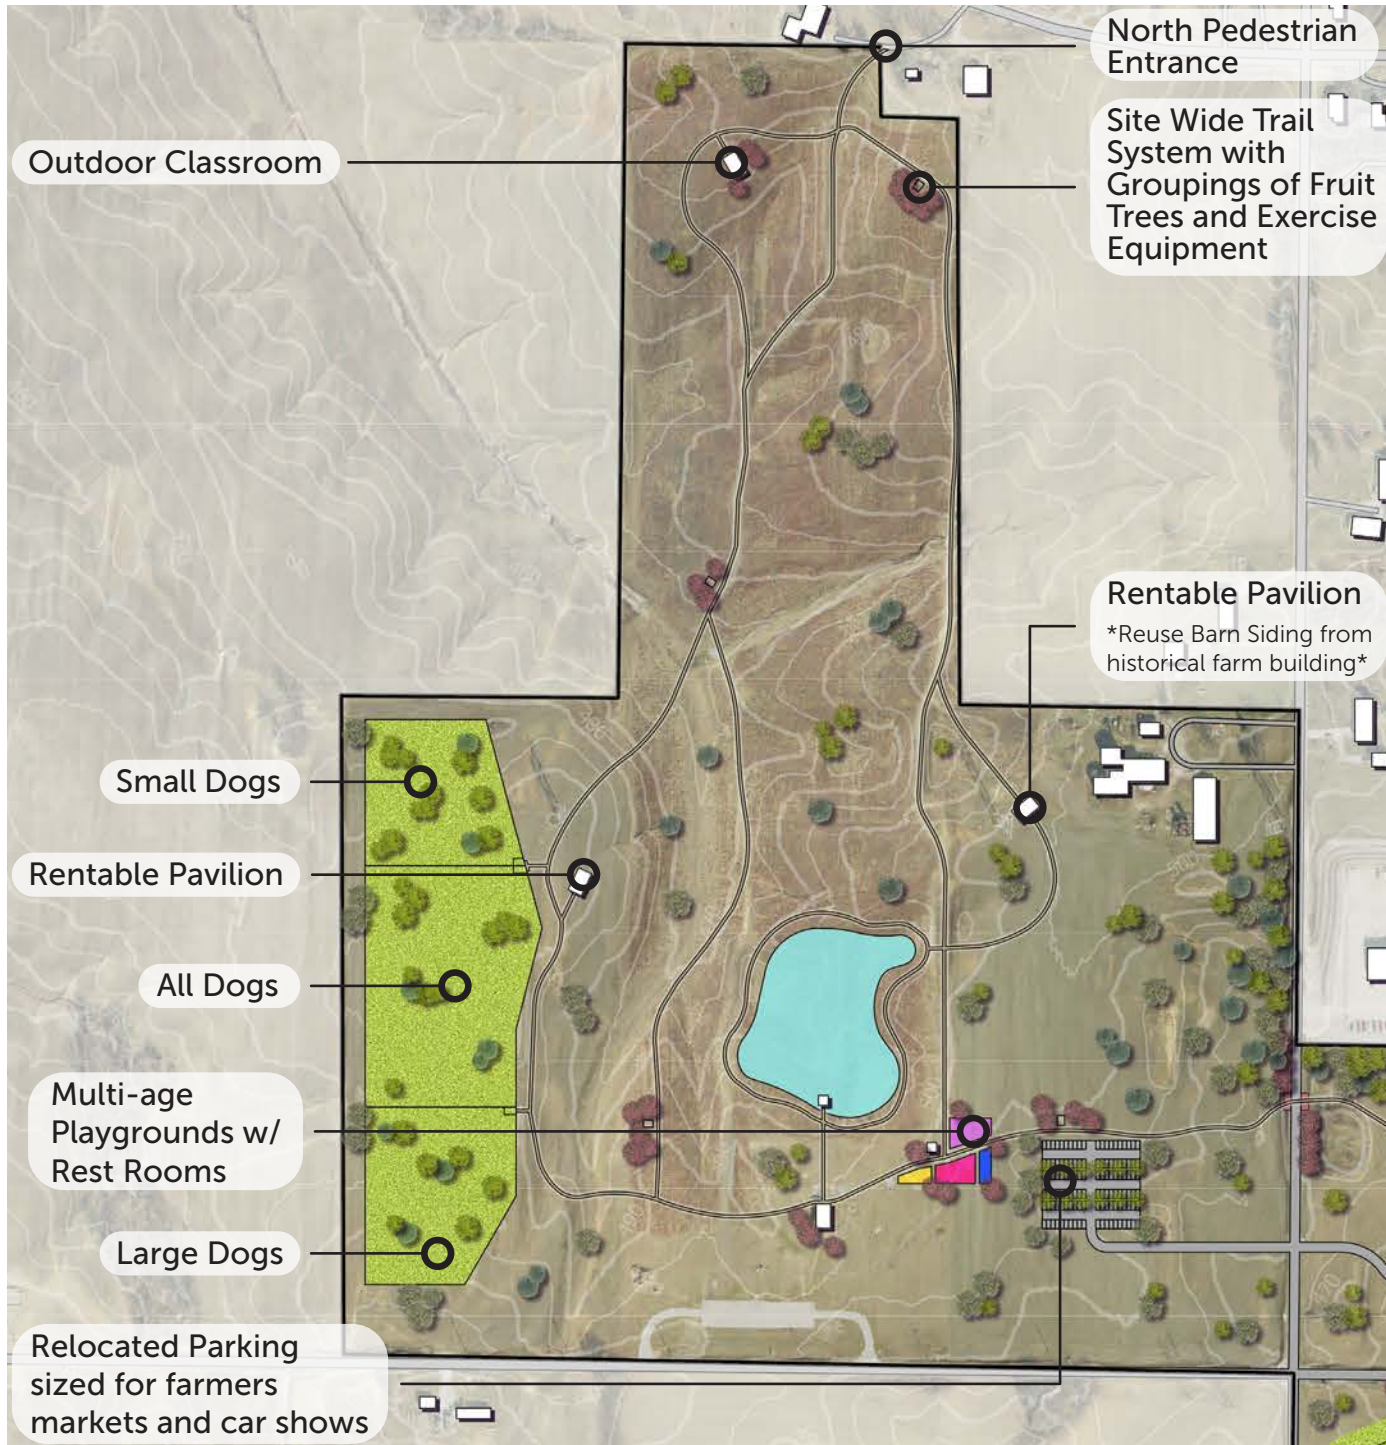 North Pedestrian
Entrance
Outdoor Classroom
Site Wide Trail
System with
Groupings of Fruit
Trees and Exercise
Equipment
Rentable Pavilion
*Reuse Barn Siding from
historical farm building*
Small Dogs
Rentable Pavilion
All Dogs
Multi-age
Playgrounds w/
Rest Rooms
Large Dogs
Relocated Parking
sized for farmers
markets and car shows